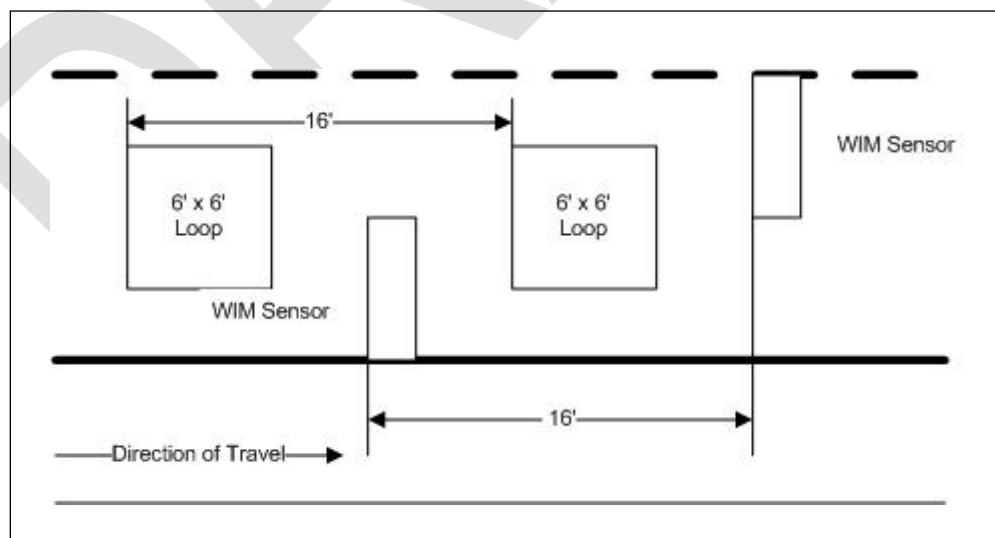 16'
WIM Sensor
6' x 6'
Loop
6' x 6'
Loop
WIM Sensor
16'
Direction of Travel